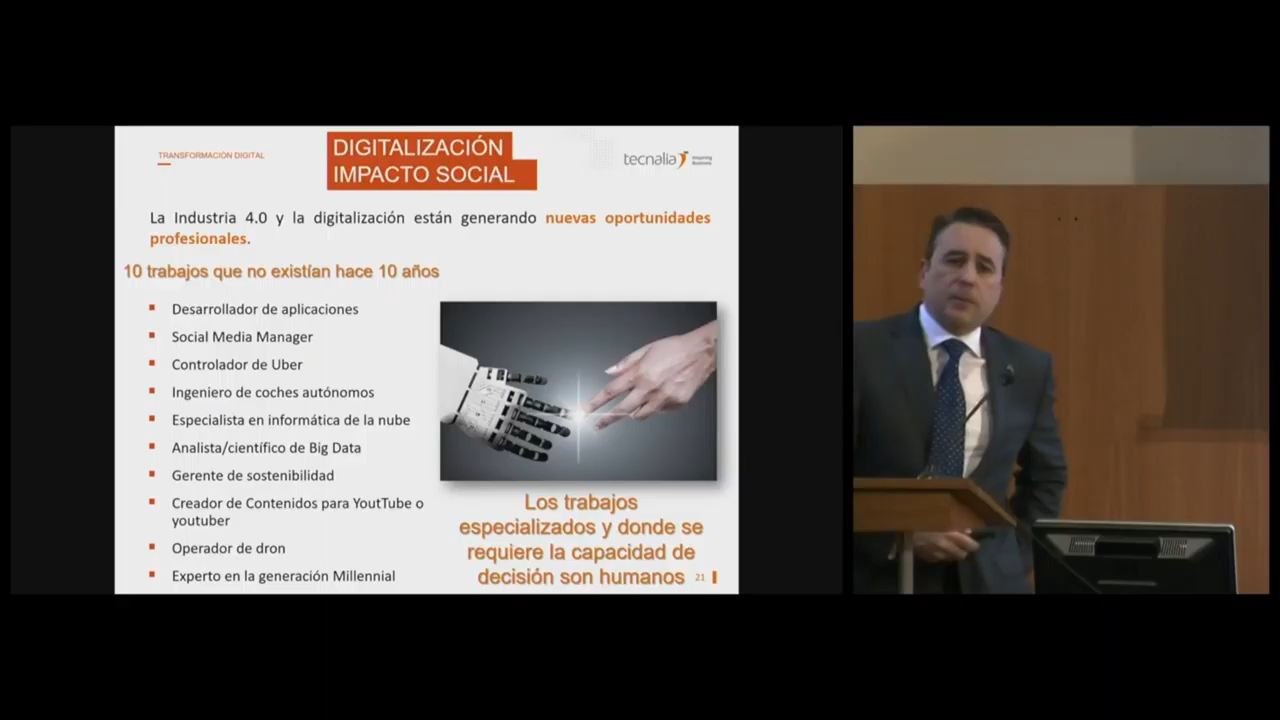 TRANSFORMACIÓN DIGITAL
DIGITALIZACIÓN
IMPACTO SOCIAL
tecnalia
Inspiring
Business
La Industria 4.0 y la digitalización están generando nuevas oportunidades
profesionales.
10 trabajos que no existían hace 10 años
Desarrollador de aplicaciones
Social Media Manager
Controlador de Uber
Ingeniero de coches autónomos
Especialista en informática de la nube
Analista/científico de Big Data
Gerente de sostenibilidad
Creador de Contenidos para YoutTube o
youtuber
Operador de dron
Experto en la generación Millennial
Los trabajos
especializados y donde se
requiere la capacidad de
decisión son humanos
21